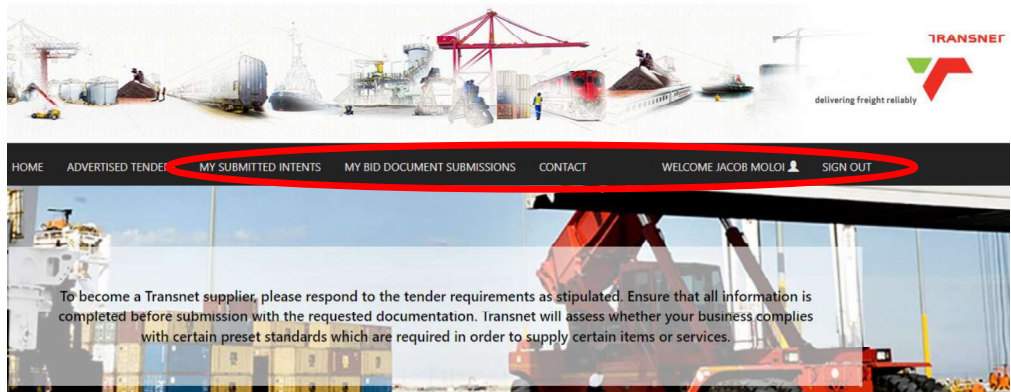 TRANSNET
delivering freight reliably
HOME ADVERTISED TENDE MY SUBMITTED INTENTS MY BID DOCUMENT SUBMISSIONS CONTACT WELCOME JACOB MOLOI SIGN OUT
To become a Transnet supplier, please respond to the tender requirements as stipulated. Ensure that all information is
completed before submission with the requested documentation. Transnet will assess whether your business complies
with certain preset standards which are required in order to supply certain items or services.